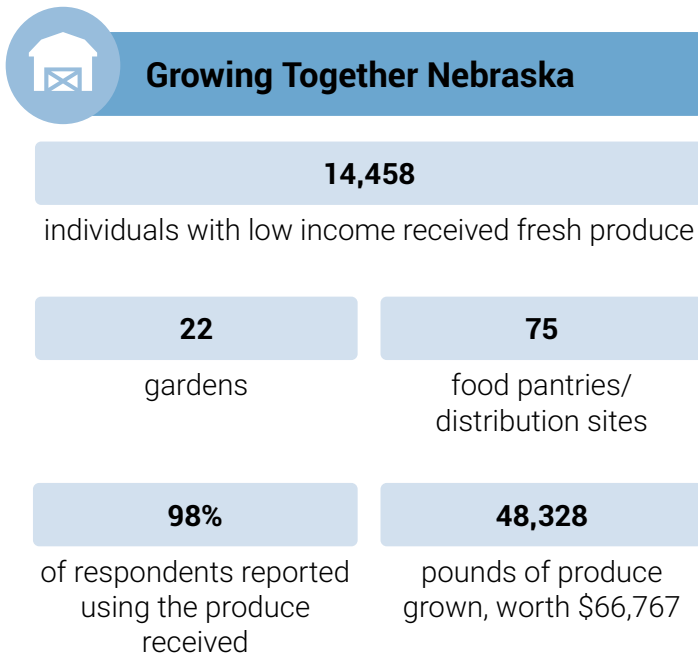 Growing Together Nebraska
14,458
individuals with low income received fresh produce
22
gardens
75
food pantries/
distribution sites
98%
of respondents reported
using the produce
received
48,328
pounds of produce
grown, worth $66,767